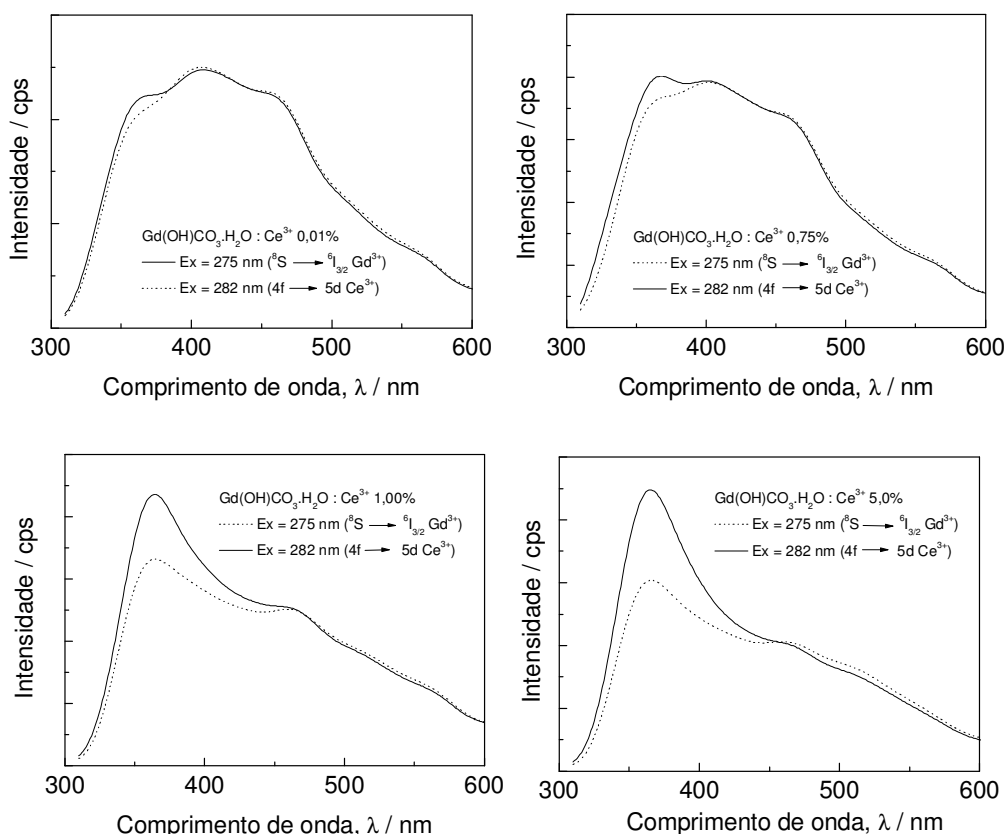 Intensidade / cps
Gd(OH)CO₃.H₂O : Ce³⁺ 0,01%
Ex = 275 nm (⁸S → ⁶I₃/₂ Gd³⁺)
Ex = 282 nm (4f → 5d Ce³⁺)
300 400 500 600
Comprimento de onda, λ / nm
Intensidade / cps
Gd(OH)CO₃.H₂O : Ce³⁺ 0,75%
Ex = 275 nm (⁸S → ⁶I₃/₂ Gd³⁺)
Ex = 282 nm (4f → 5d Ce³⁺)
300 400 500 600
Comprimento de onda, λ / nm
Intensidade / cps
Gd(OH)CO₃.H₂O : Ce³⁺ 1,00%
Ex = 275 nm (⁸S → ⁶I₃/₂ Gd³⁺)
Ex = 282 nm (4f → 5d Ce³⁺)
300 400 500 600
Comprimento de onda, λ / nm
Intensidade / cps
Gd(OH)CO₃.H₂O : Ce³⁺ 5,0%
Ex = 275 nm (⁸S → ⁶I₃/₂ Gd³⁺)
Ex = 282 nm (4f → 5d Ce³⁺)
300 400 500 600
Comprimento de onda, λ / nm